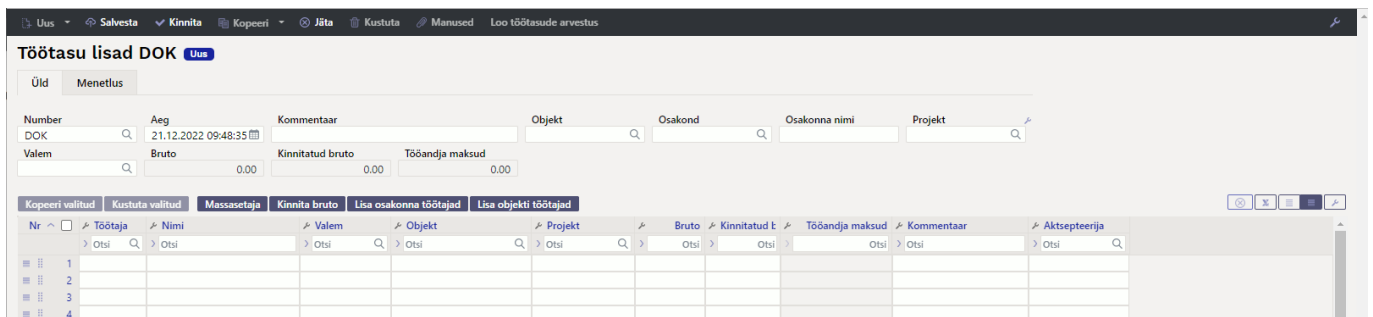 Uus Salvesta Kinnita Kopeeri Jäta Kustuta Manused Loo töötasude arvestus
Töötasu lisad DOK Uus
Üld Menetlus
Number Aeg Kommentaar Objekt Osakond Osakonna nimi Projekt
DOK 21.12.2022 09:48:35
Valem Bruto Kinnitatud bruto Tööandja maksud
0.00 0.00 0.00
Kopeeri valitud Kustuta valitud Massasetaja Kinnita bruto Lisa osakonna töötajad Lisa objekti töötajad
Nr Töötaja Nimi Valem Objekt Projekt Bruto Kinnitatud b Tööandja maksud Kommentaar Aktsepteerija
Otsi Otsi Otsi Otsi Otsi Otsi Otsi Otsi Otsi Otsi
1
2
3
4